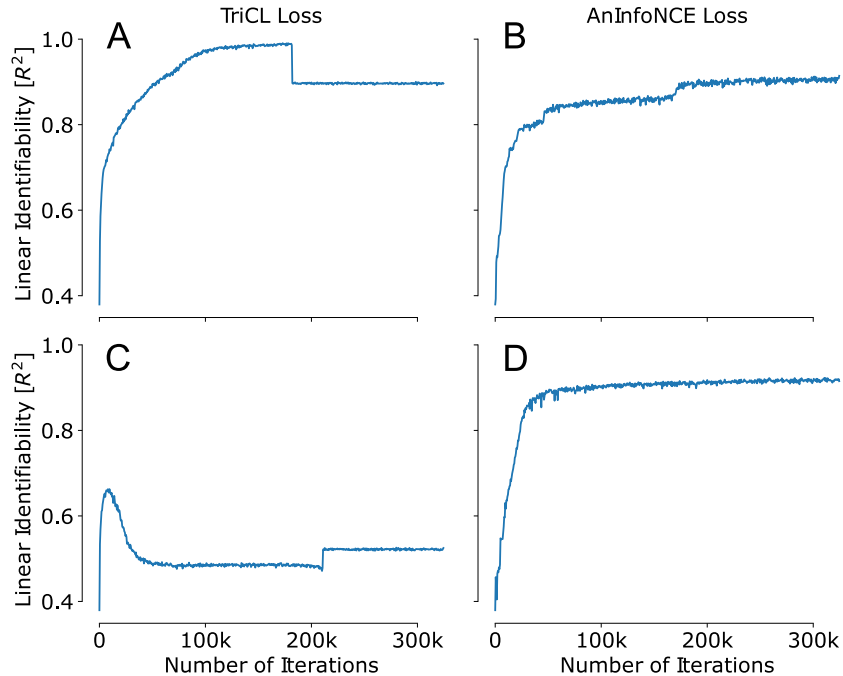 TriCL Loss
AnInfoNCE Loss
A
B
Linear Identifiability [R²]
1.0
0.8
0.6
0.4
C
D
Linear Identifiability [R²]
1.0
0.8
0.6
0.4
0 100k 200k 300k
0 100k 200k 300k
Number of Iterations
Number of Iterations